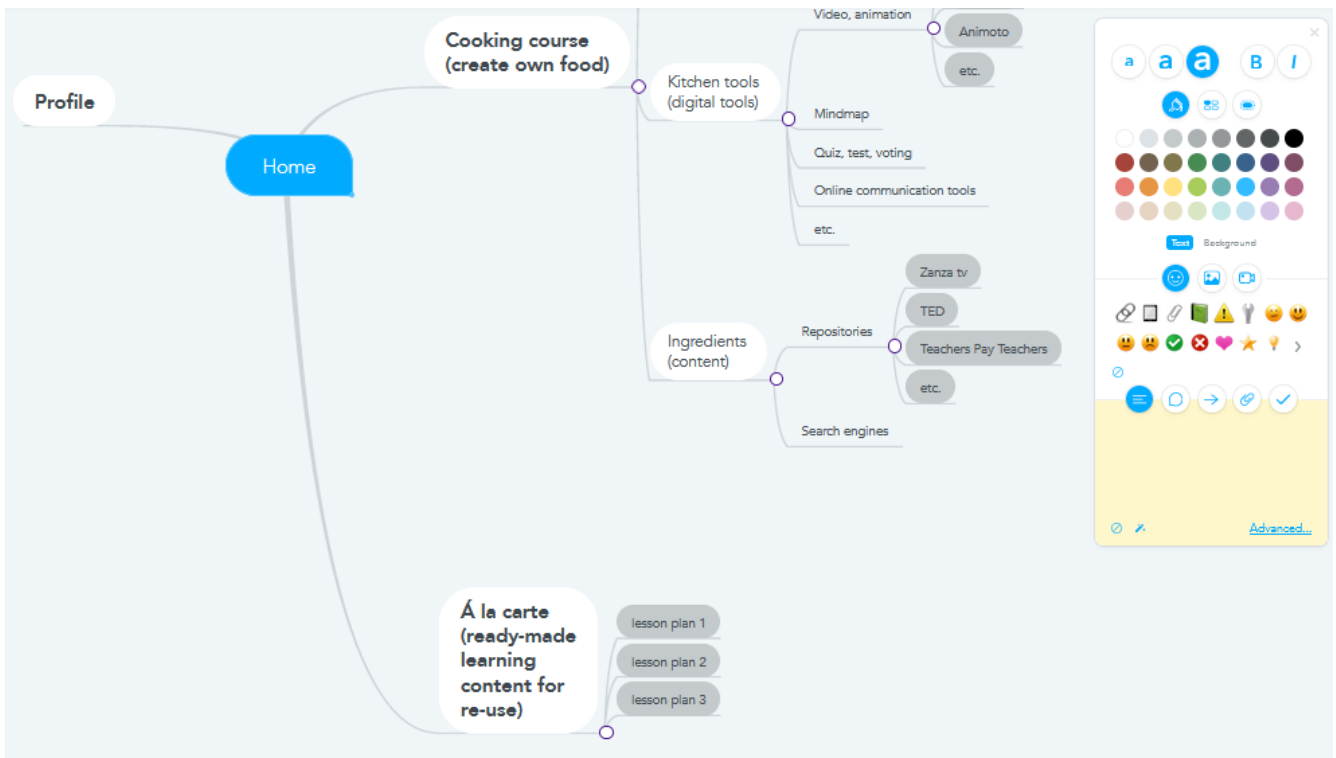 Profile
Home
Cooking course
(create own food)
Kitchen tools
(digital tools)
Video, animation
Animoto
etc.
Mindmap
Quiz, test, voting
Online communication tools
etc.
Ingredients
(content)
Repositories
Zanza tv
TED
Teachers Pay Teachers
etc.
Search engines
Á la carte
(ready-made
learning
content for
re-use)
lesson plan 1
lesson plan 2
lesson plan 3
a a a B I
Text Background
Advanced...